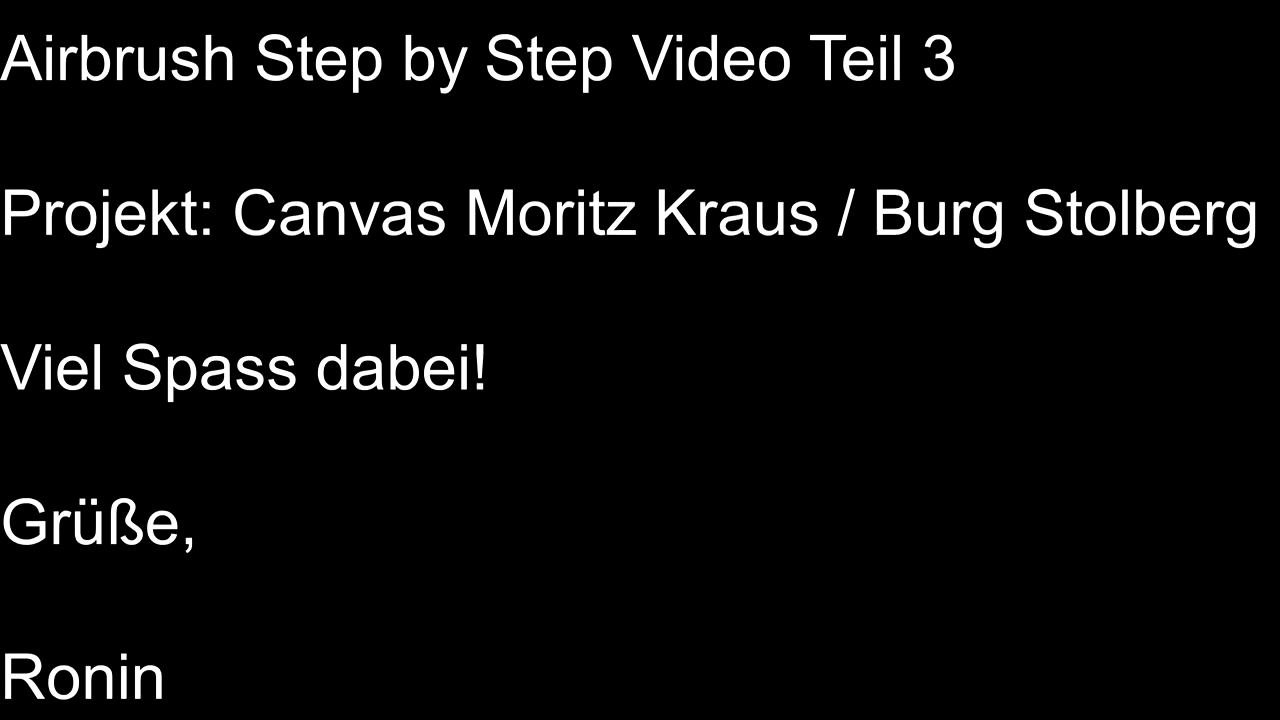 Airbrush Step by Step Video Teil 3
Projekt: Canvas Moritz Kraus / Burg Stolberg
Viel Spass dabei!
Grüße,
Ronin